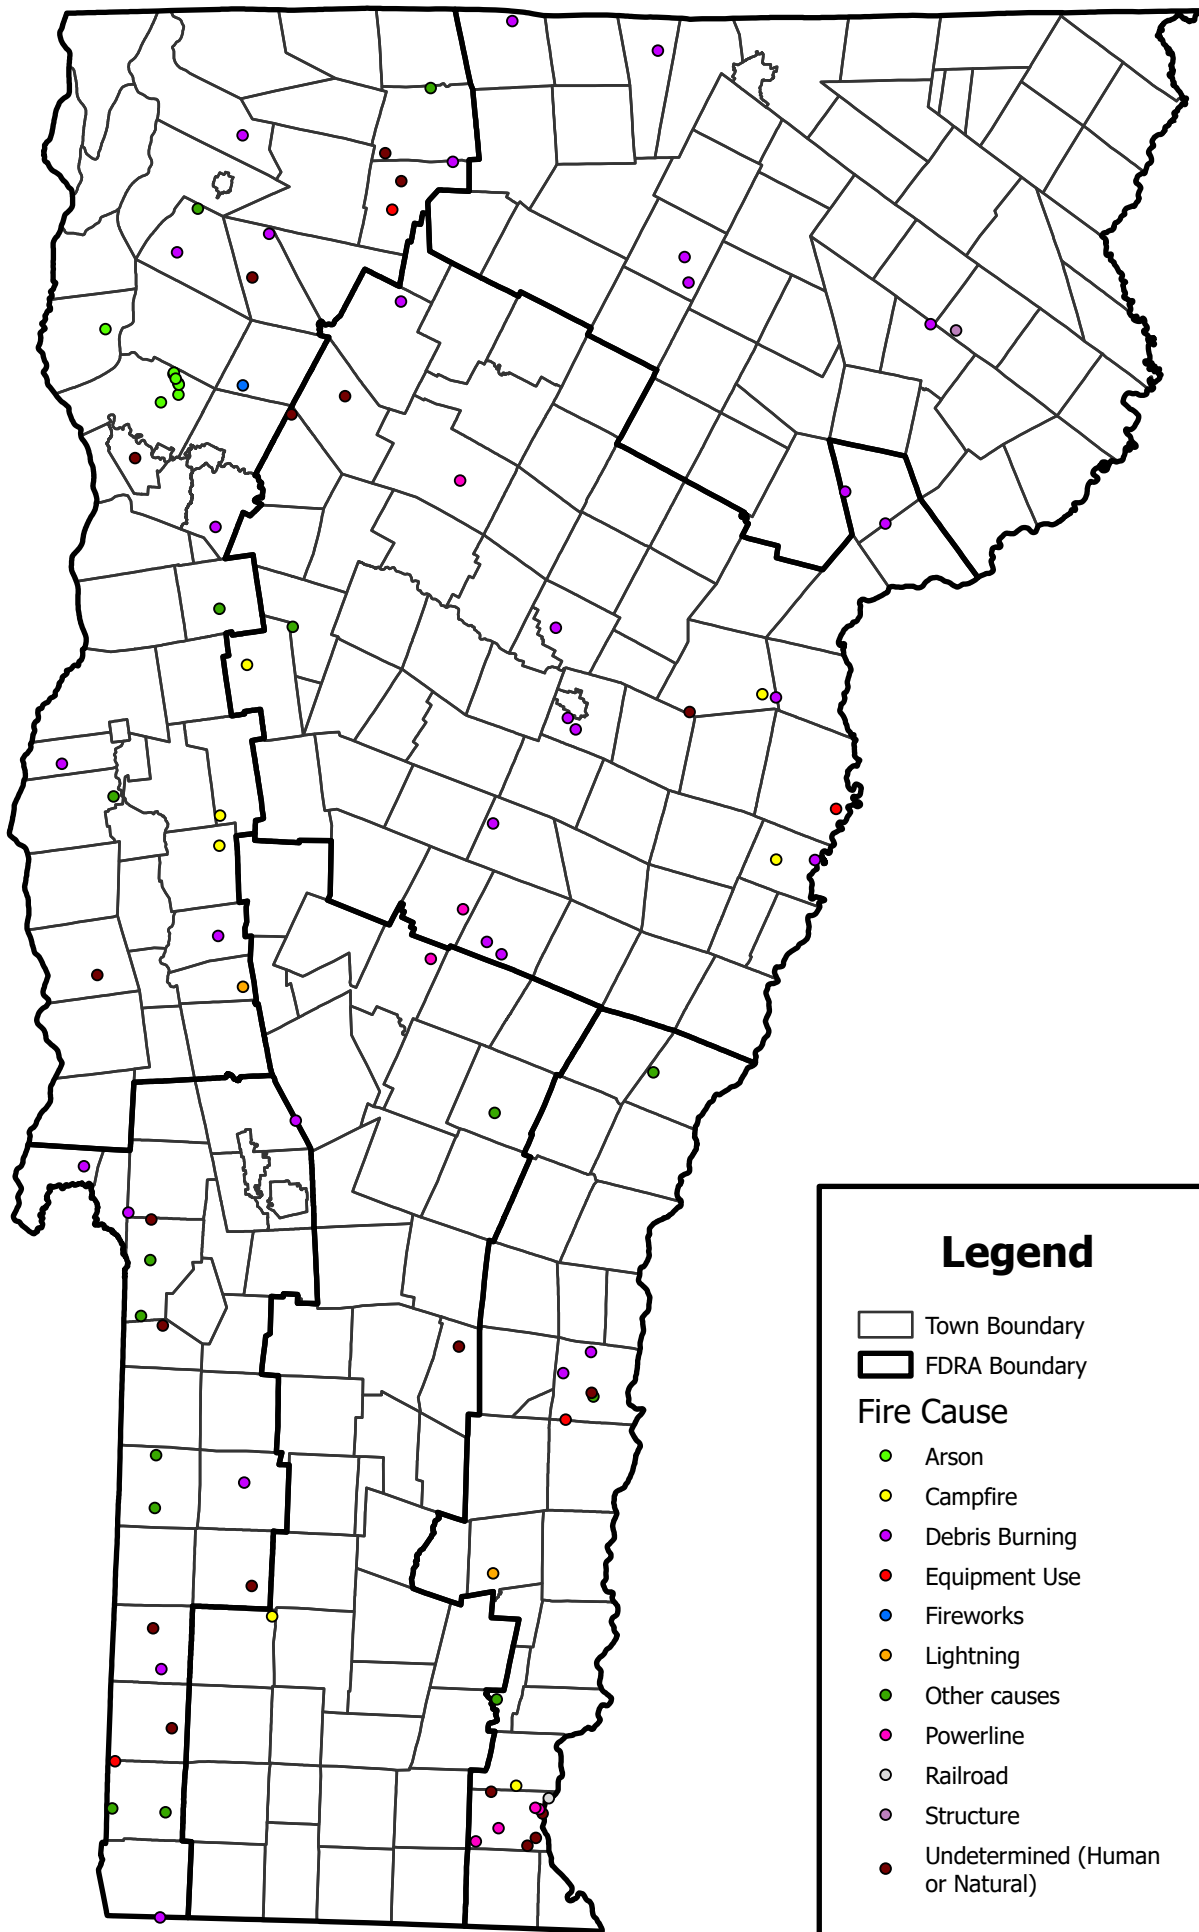 Legend
Town Boundary
FDRA Boundary
Fire Cause
Arson
Campfire
Debris Burning
Equipment Use
Fireworks
Lightning
Other causes
Powerline
Railroad
Structure
Undetermined (Human
or Natural)